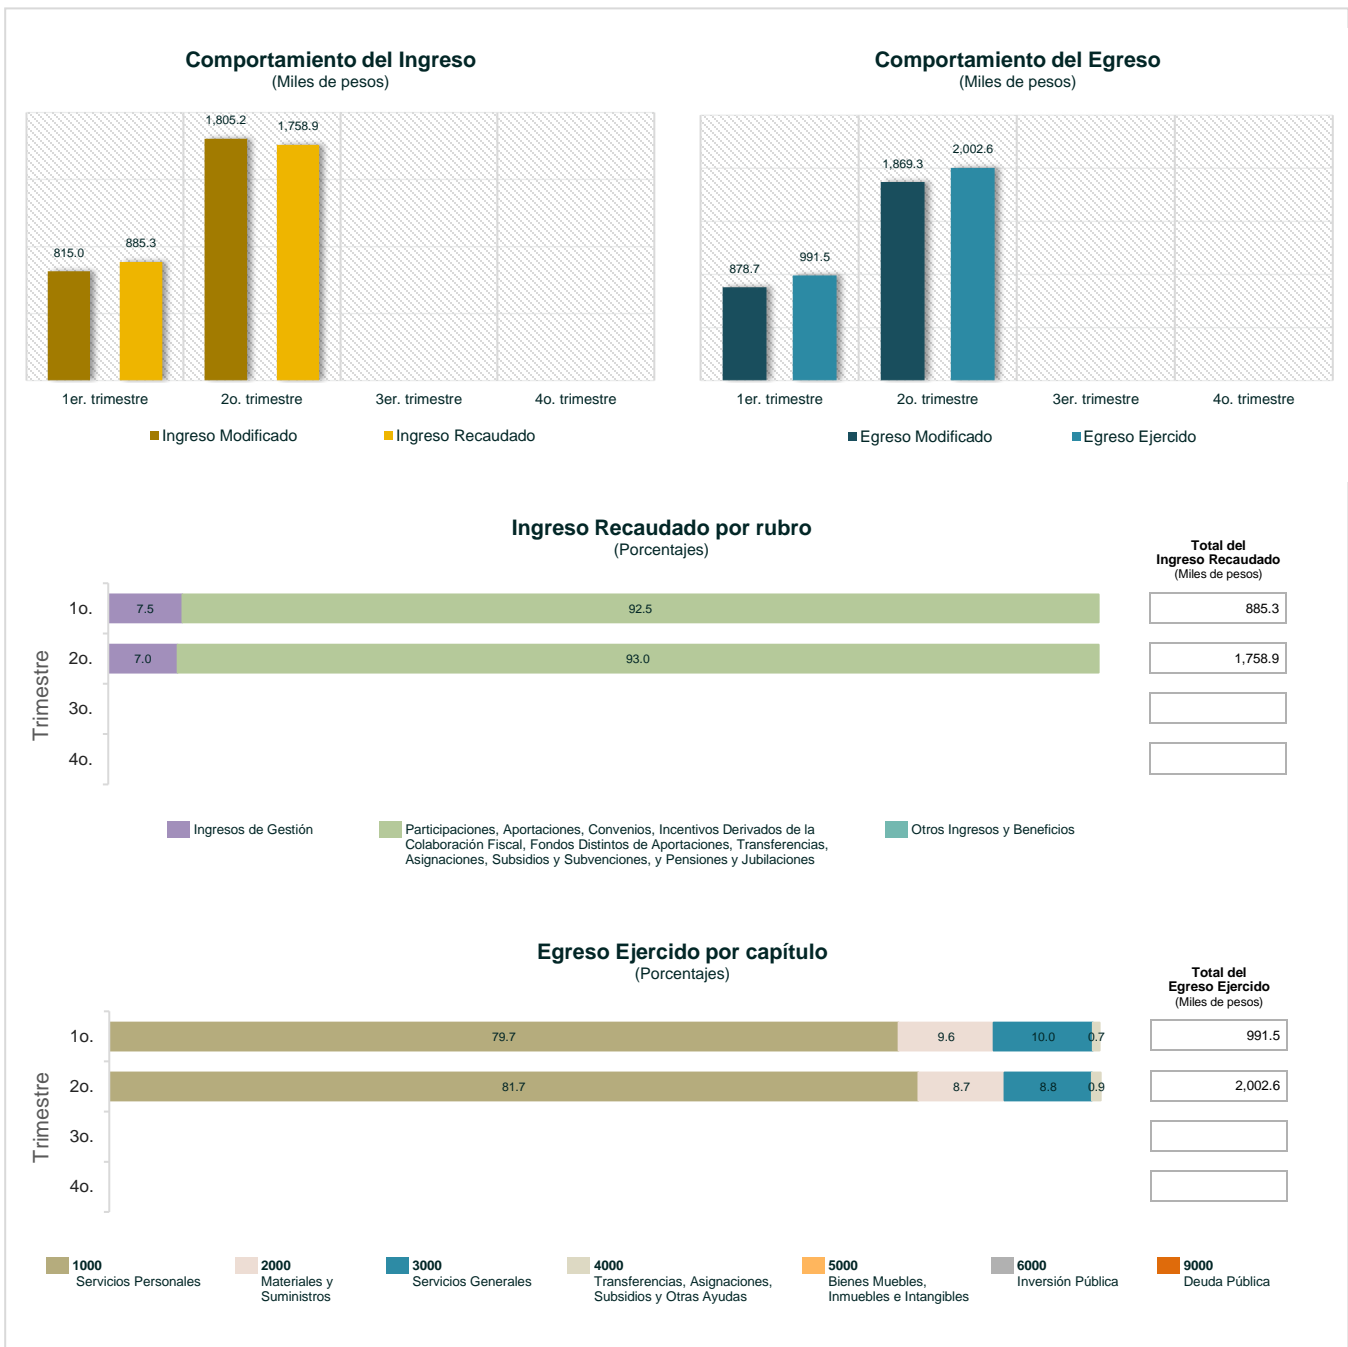 Comportamiento del Ingreso
(Miles de pesos)
1,805.2
1,758.9
815.0
885.3
1er. trimestre
2o. trimestre
3er. trimestre
4o. trimestre
Ingreso Modificado
Ingreso Recaudado
Comportamiento del Egreso
(Miles de pesos)
1,869.3
2,002.6
878.7
991.5
1er. trimestre
2o. trimestre
3er. trimestre
4o. trimestre
Egreso Modificado
Egreso Ejercido
Ingreso Recaudado por rubro
(Porcentajes)
Total del
Ingreso Recaudado
(Miles de pesos)
Trimestre
1o.
7.5
92.5
885.3
2o.
7.0
93.0
1,758.9
3o.
4o.
Ingresos de Gestión
Participaciones, Aportaciones, Convenios, Incentivos Derivados de la
Colaboración Fiscal, Fondos Distintos de Aportaciones, Transferencias,
Asignaciones, Subsidios y Subvenciones, y Pensiones y Jubilaciones
Otros Ingresos y Beneficios
Egreso Ejercido por capítulo
(Porcentajes)
Total del
Egreso Ejercido
(Miles de pesos)
Trimestre
1o.
79.7
9.6
10.0
0.7
991.5
2o.
81.7
8.7
8.8
0.9
2,002.6
3o.
4o.
1000
Servicios Personales
2000
Materiales y
Suministros
3000
Servicios Generales
4000
Transferencias, Asignaciones,
Subsidios y Otras Ayudas
5000
Bienes Muebles,
Inmuebles e Intangibles
6000
Inversión Pública
9000
Deuda Pública